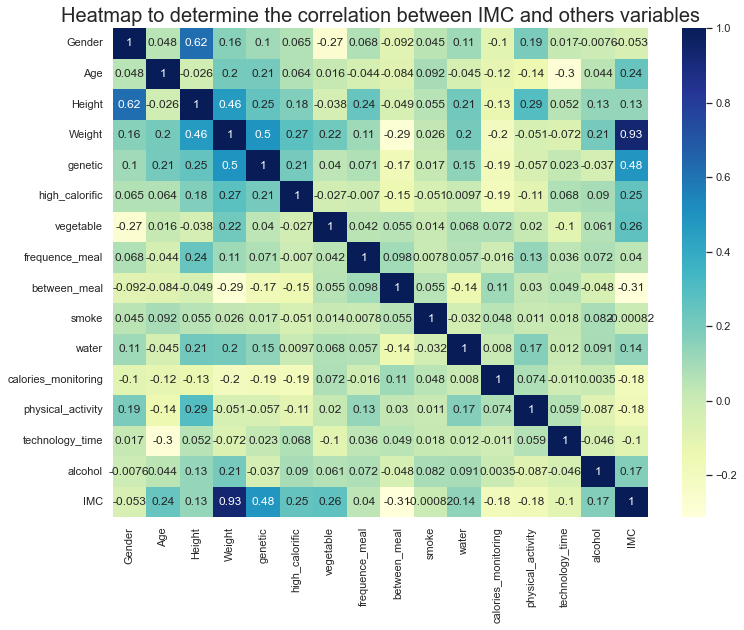 Heatmap to determine the correlation between IMC and others variables
Gender 1 0.048 0.62 0.16 0.1 0.065 -0.27 0.068 -0.092 0.045 0.11 -0.1 0.19 0.017 -0.0076 -0.053
Age 0.048 1 -0.026 0.2 0.21 0.064 0.016 -0.044 -0.084 0.092 -0.045 -0.12 -0.14 -0.3 0.044 0.24
Height 0.62 -0.026 1 0.46 0.25 0.18 -0.038 0.24 -0.049 0.055 0.21 -0.13 0.29 0.052 0.13 0.13
Weight 0.16 0.2 0.46 1 0.5 0.27 0.22 0.11 -0.29 0.026 0.2 -0.2 -0.051 -0.072 0.21 0.93
genetic 0.1 0.21 0.25 0.5 1 0.21 0.04 0.071 -0.17 0.017 0.15 -0.19 -0.057 0.023 -0.037 0.48
high_calorific 0.065 0.064 0.18 0.27 0.21 1 -0.027 -0.007 -0.15 -0.051 0.0097 -0.19 -0.11 0.068 0.09 0.25
vegetable -0.27 0.016 -0.038 0.22 0.04 -0.027 1 0.042 0.055 0.014 0.068 0.072 0.02 -0.1 0.061 0.26
frequence_meal 0.068 -0.044 0.24 0.11 0.071 -0.007 0.042 1 0.098 0.0078 0.057 -0.016 0.13 0.036 0.072 0.04
between_meal -0.092 -0.084 -0.049 -0.29 -0.17 -0.15 0.055 0.098 1 0.055 -0.14 0.11 0.03 0.049 -0.048 -0.31
smoke 0.045 0.092 0.055 0.026 0.017 -0.051 0.014 0.0078 0.055 1 -0.032 0.048 0.011 0.018 0.082 -0.00082
water 0.11 -0.045 0.21 0.2 0.15 0.0097 0.068 0.057 -0.14 -0.032 1 0.008 0.17 0.012 0.091 0.14
calories_monitoring -0.1 -0.12 -0.13 -0.2 -0.19 -0.19 0.072 -0.016 0.11 0.048 0.008 1 0.074 -0.011 0.0035 -0.18
physical_activity 0.19 -0.14 0.29 -0.051 -0.057 -0.11 0.02 0.13 0.03 0.011 0.17 0.074 1 0.059 -0.087 -0.18
technology_time 0.017 -0.3 0.052 -0.072 0.023 0.068 -0.1 0.036 0.049 0.018 0.012 -0.011 0.059 1 -0.046 -0.1
alcohol -0.0076 0.044 0.13 0.21 -0.037 0.09 0.061 0.072 -0.048 0.082 0.091 0.0035 -0.087 -0.046 1 0.17
IMC -0.053 0.24 0.13 0.93 0.48 0.25 0.26 0.04 -0.31 -0.00082 0.14 -0.18 -0.18 -0.1 0.17 1
Gender
Age
Height
Weight
genetic
high_calorific
vegetable
frequence_meal
between_meal
smoke
water
calories_monitoring
physical_activity
technology_time
alcohol
IMC
1.0
0.8
0.6
0.4
0.2
0.0
−0.2